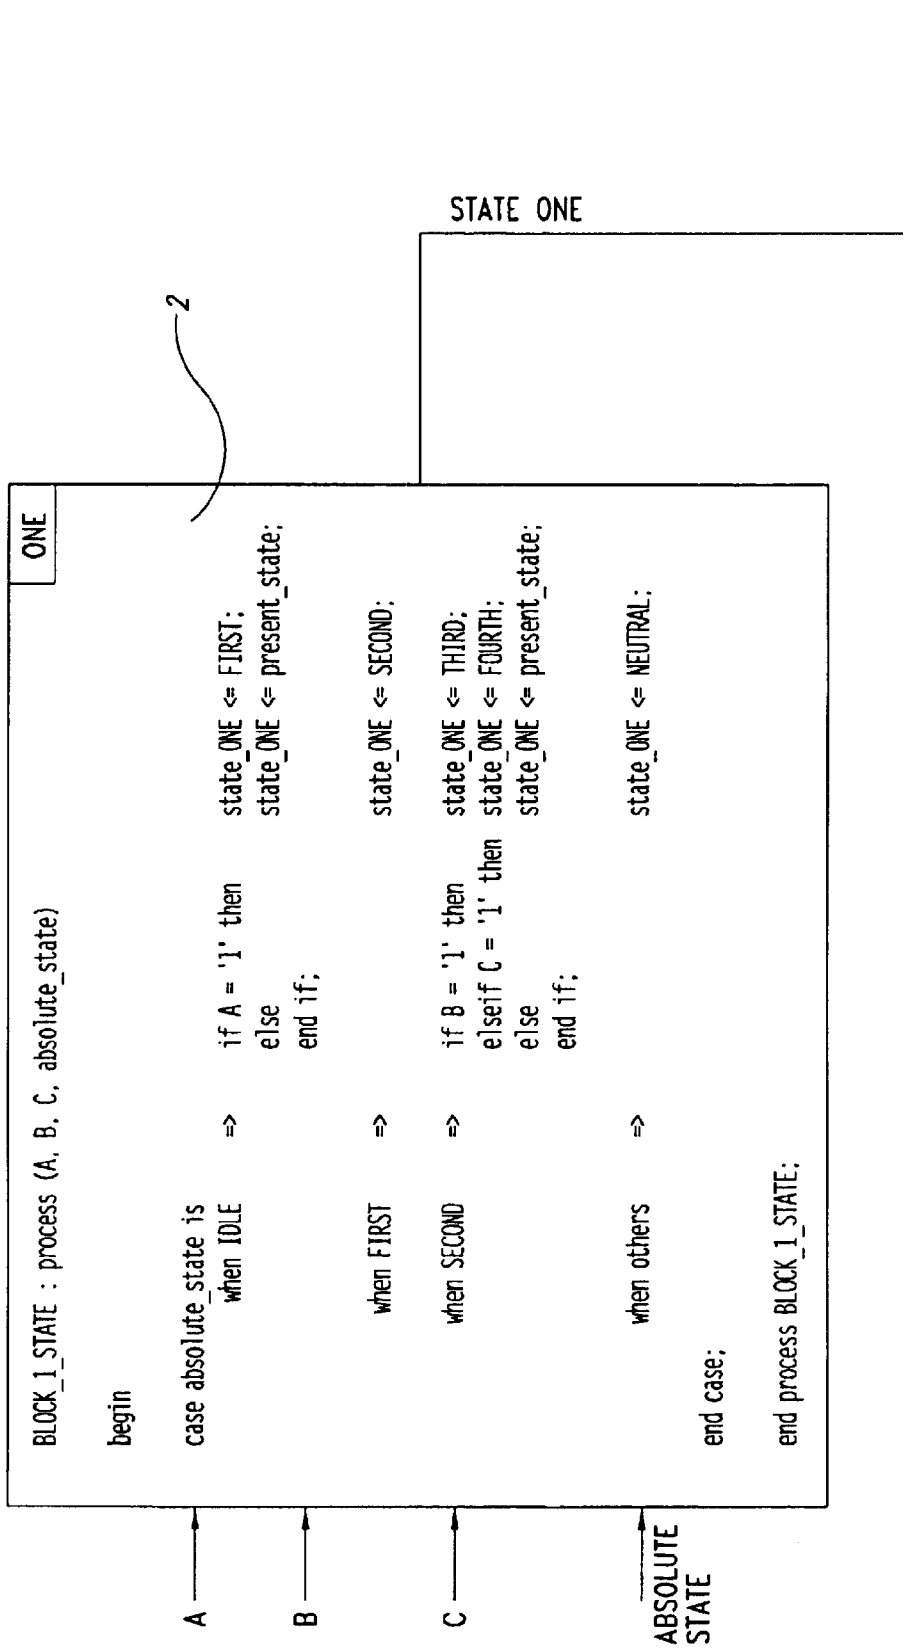 ONE
BLOCK_1_STATE : process (A, B, C, absolute_state)
begin
case absolute_state is
when IDLE => if A = '1' then state_ONE <= FIRST;
else state_ONE <= present_state;
end if;
when FIRST => state_ONE <= SECOND;
when SECOND => if B = '1' then state_ONE <= THIRD;
elseif C = '1' then state_ONE <= FOURTH;
else state_ONE <= present_state;
end if;
when others => state_ONE <= NEUTRAL;
end case;
end process BLOCK_1_STATE;
A
B
C
ABSOLUTE
STATE
2
STATE ONE